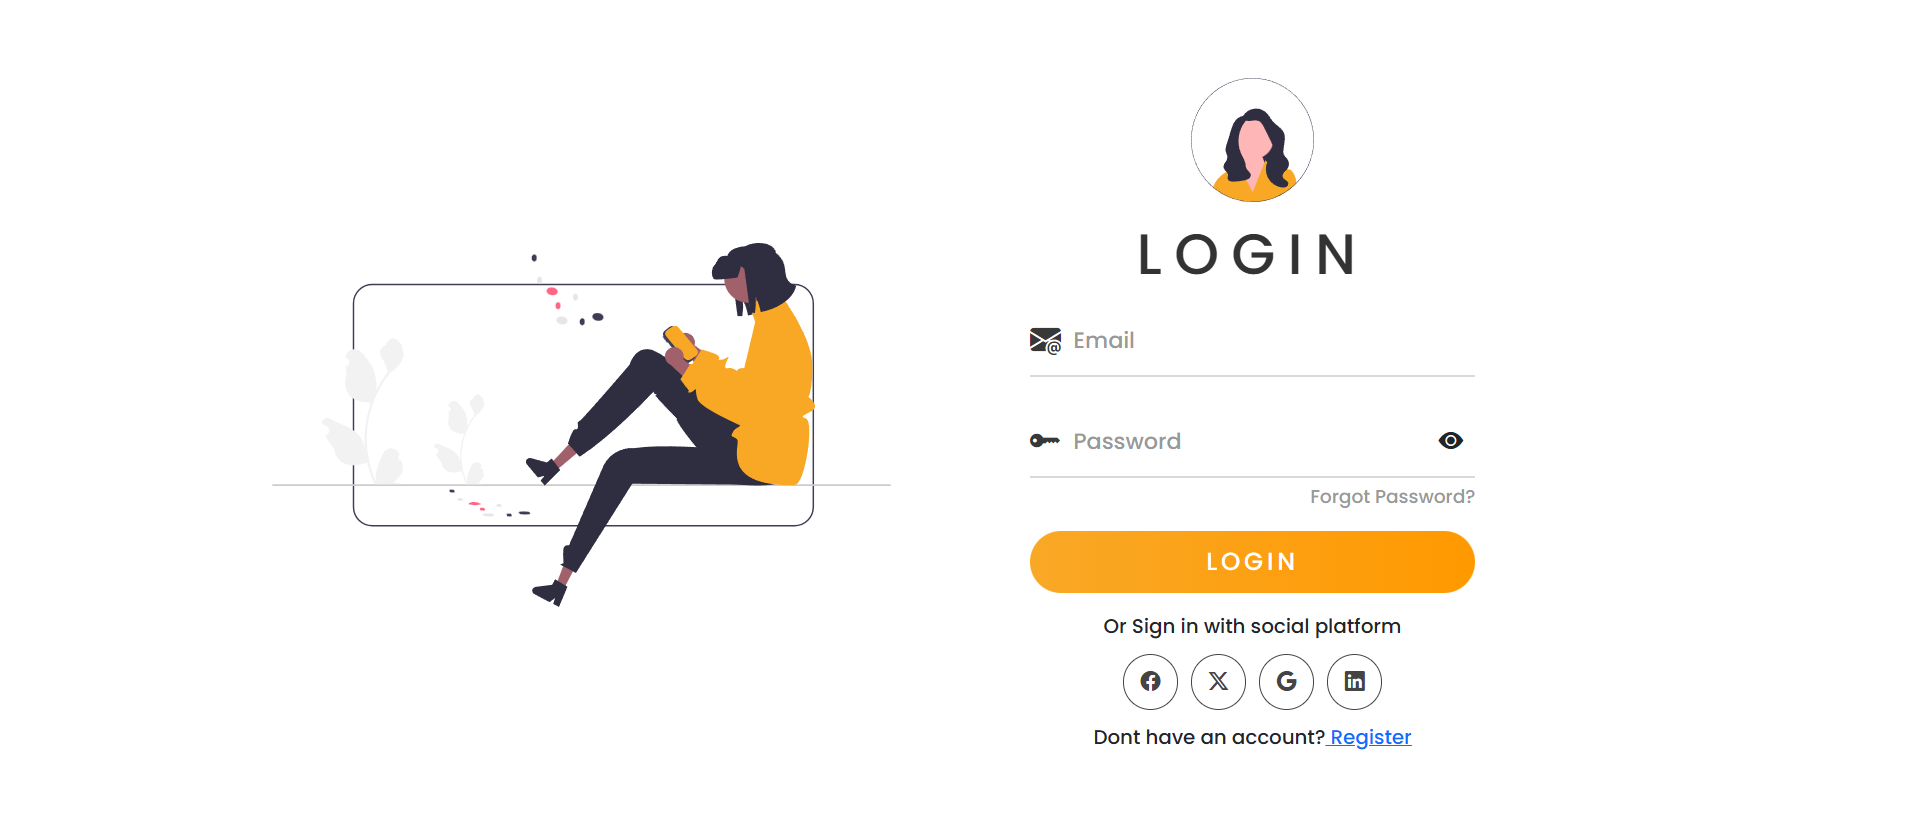 LOGIN
Email
Password
Forgot Password?
LOGIN
Or Sign in with social platform
Dont have an account? Register